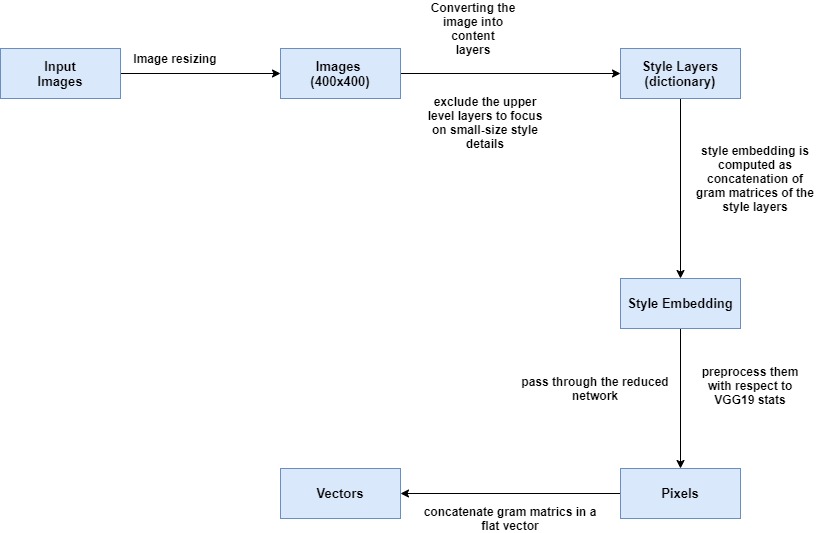 Converting the
image into
content
layers
Input
Images
Image resizing
Images
(400x400)
Style Layers
(dictionary)
exclude the upper
level layers to focus
on small-size style
details
style embedding is
computed as
concatenation of
gram matrices of the
style layers
Style Embedding
pass through the reduced
network
preprocess them
with respect to
VGG19 stats
Vectors
Pixels
concatenate gram matrics in a
flat vector